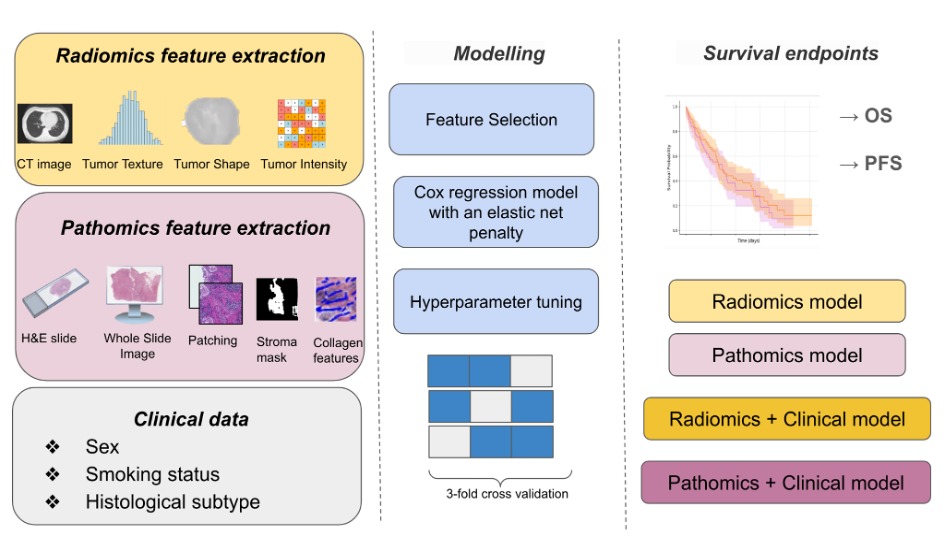 Radiomics feature extraction
CT image
Tumor Texture
Tumor Shape
Tumor Intensity
Pathomics feature extraction
H&E slide
Whole Slide
Image
Patching
Stroma
mask
Collagen
features
Clinical data
❖ Sex
❖ Smoking status
❖ Histological subtype
Modelling
Feature Selection
Cox regression model
with an elastic net
penalty
Hyperparameter tuning
3-fold cross validation
Survival endpoints
Survival Probability
Time (days)
→ OS
→ PFS
Radiomics model
Pathomics model
Radiomics + Clinical model
Pathomics + Clinical model